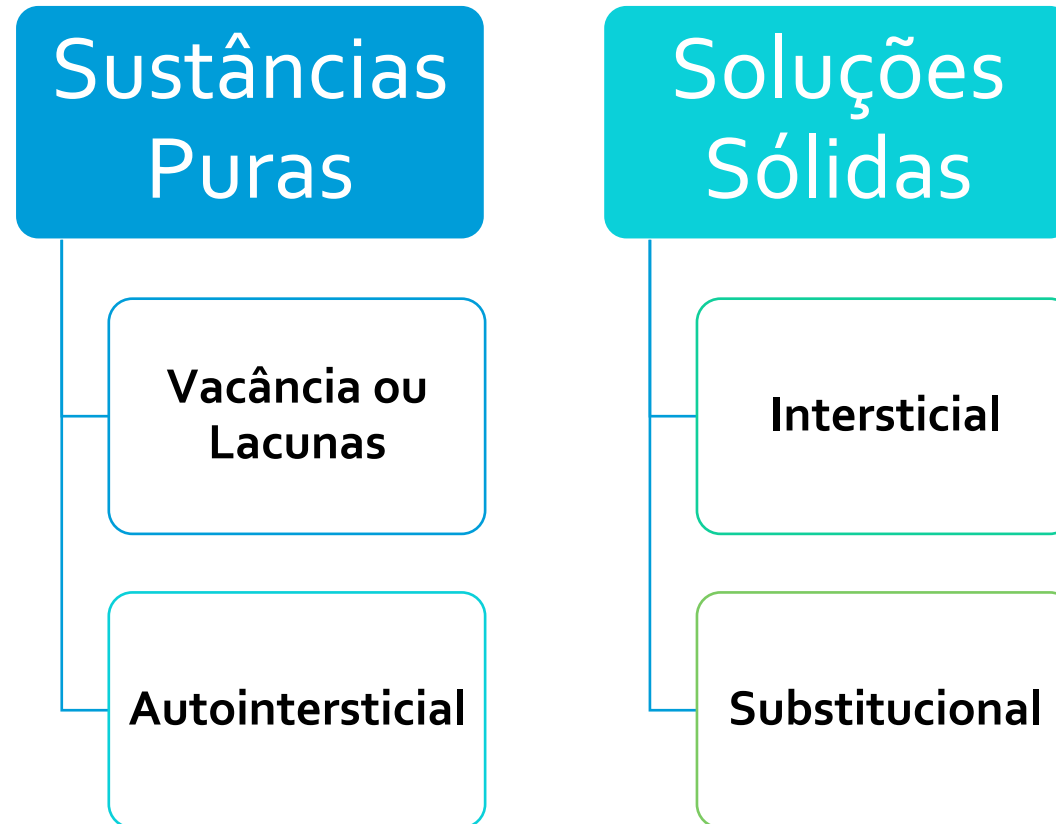 Sustâncias
Puras
Vacância ou
Lacunas
Autointersticial
Soluções
Sólidas
Intersticial
Substitucional